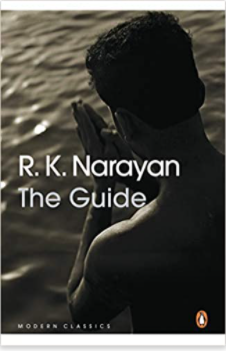 R. K. Narayan
The Guide
MODERN CLASSICS